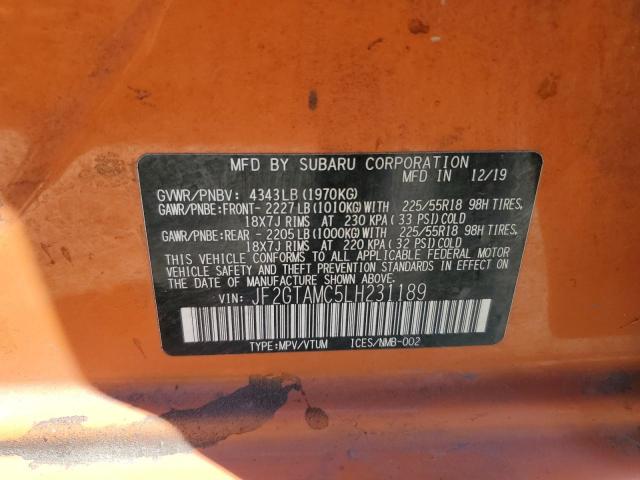 MFD BY SUBARU CORPORATION
MFD IN 12/19
GVWR/PNBV: 4343LB(1970KG)
GAWR/PNBE:FRONT-2227LB(1010KG)WITH 225/55R18 98H TIRES,
18X7J RIMS AT 230 KPA(33 PSI)COLD
GAWR/PNBE:REAR -2205LB(1000KG)WITH 225/55R18 98H TIRES,
18X7J RIMS AT 220 KPA(32 PSI)COLD
THIS VEHICLE CONFORMS TO ALL APPLICABLE FEDERAL MOTOR
VEHICLE SAFETY AND THEFT PREVENTION STANDARDS IN EFFECT
ON THE DATE OF MANUFACTURE SHOWN ABOVE.
VIN: JF2GTAMC5LH231189
TYPE:MPV/VTUM ICES/NMB-002